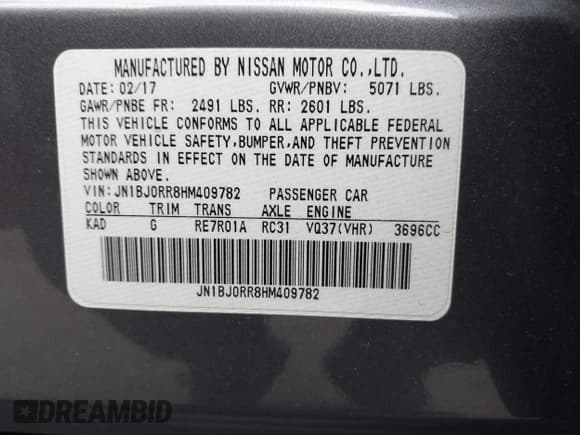 MANUFACTURED BY NISSAN MOTOR CO.,LTD.
DATE: 02/17 GVWR/PNBV: 5071 LBS.
GAWR/PNBE FR: 2491 LBS. RR: 2601 LBS.
THIS VEHICLE CONFORMS TO ALL APPLICABLE FEDERAL
MOTOR VEHICLE SAFETY,BUMPER,AND THEFT PREVENTION
STANDARDS IN EFFECT ON THE DATE OF MANUFACTURE
SHOWN ABOVE.
VIN:JN1BJ0RR8HM409782 PASSENGER CAR
COLOR TRIM TRANS AXLE ENGINE
KAD G RE7R01A RC31 VQ37(VHR) 3696CC
JN1BJ0RR8HM409782
DREAMBID